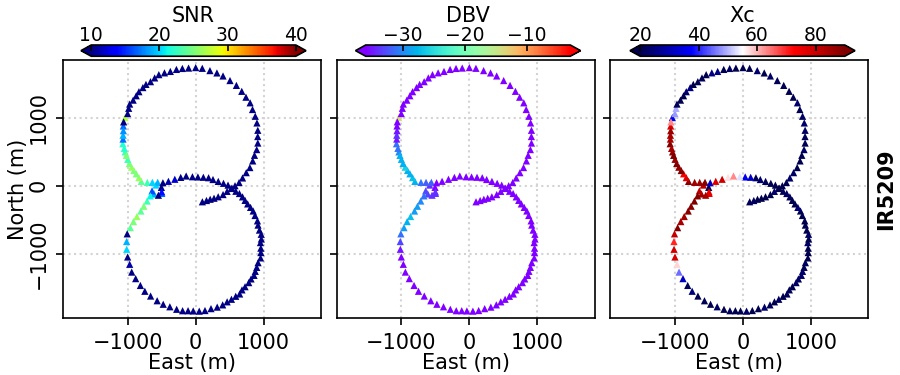 SNR
DBV
Xc
10 20 30 40
−30 −20 −10
20 40 60 80
North (m)
1000
0
−1000
−1000 0 1000
−1000 0 1000
−1000 0 1000
East (m)
East (m)
East (m)
IR5209